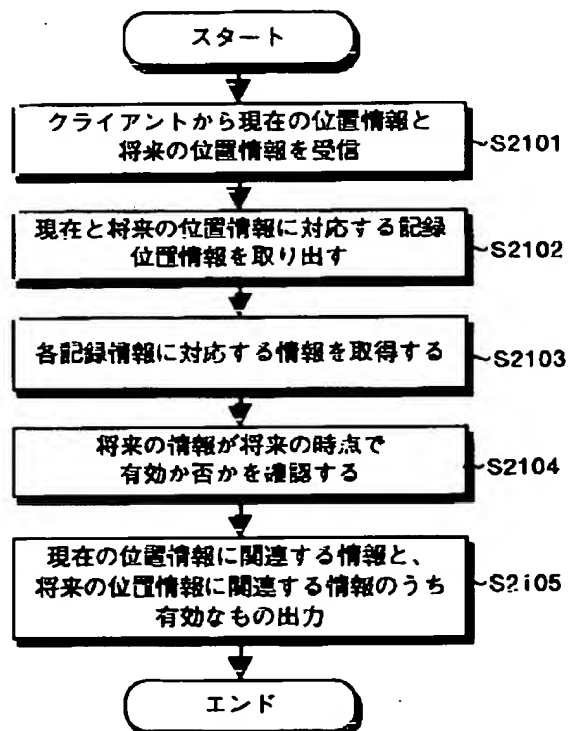 スタート
クライアントから現在の位置情報と
将来の位置情報を受信
~S2101
現在と将来の位置情報に対応する記録
位置情報を取り出す
~S2102
各記録情報に対応する情報を取得する
~S2103
将来の情報が将来の時点で
有効か否かを確認する
~S2104
現在の位置情報に関連する情報と、
将来の位置情報に関連する情報のうち
有効なもの出力
~S2105
エンド